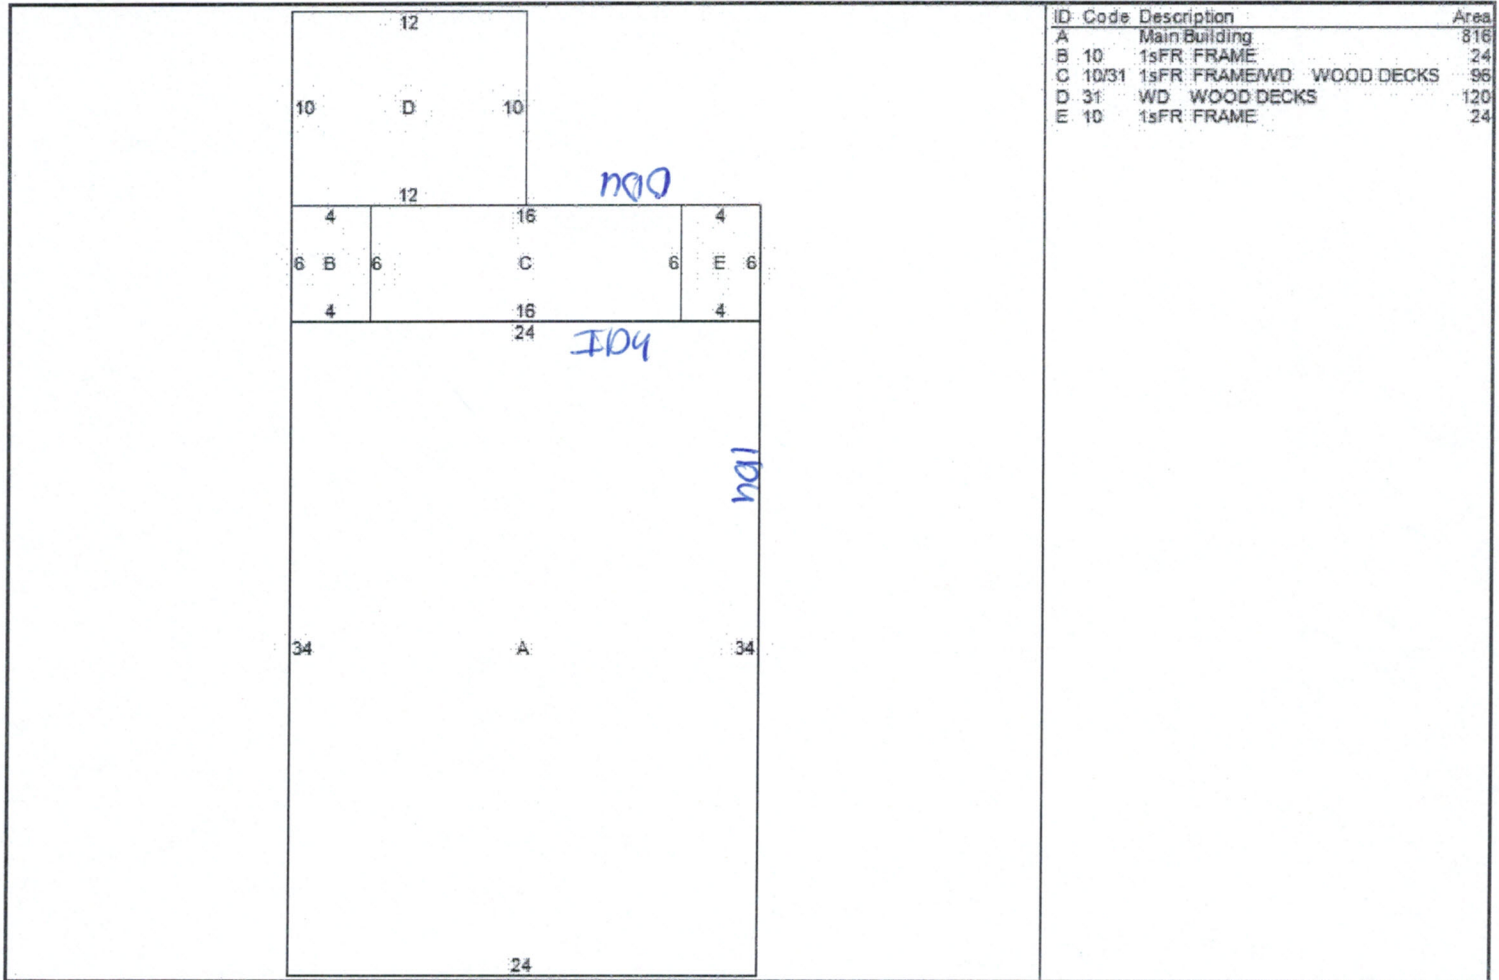 12
10 D 10
12
4 16 4
6 B 6 C 6 E 6
4 16 4
24
ID4
34 A 34
24
ID Code Description Area
A Main Building 816
B 10 1sFR FRAME 24
C 10/31 1sFR FRAME/WD WOOD DECKS 96
D 31 WD WOOD DECKS 120
E 10 1sFR FRAME 24